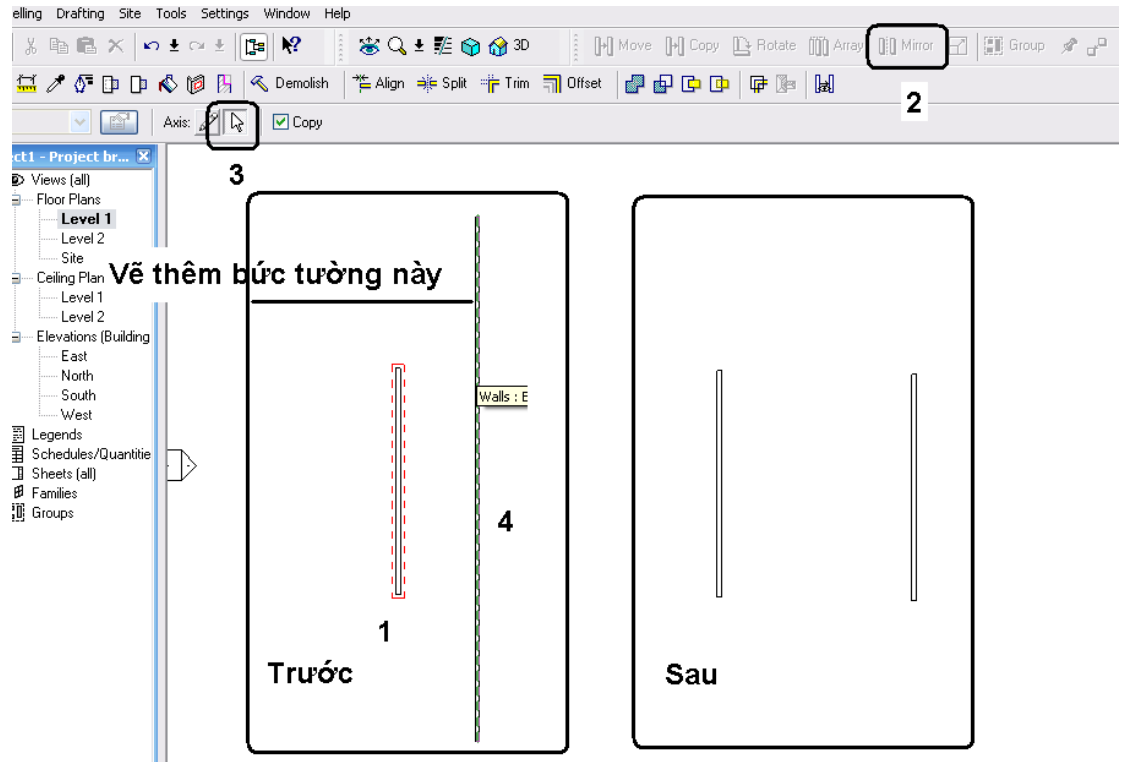 elling Drafting Site Tools Settings Window Help
3D Move Copy Rotate Array Mirror Group
Demolish Align Split Trim Offset
2
Axis: Copy
3
ect1 - Project br...
Views (all)
Floor Plans
Level 1
Level 2
Site
Ceiling Plan
Level 1
Level 2
Elevations (Building
East
North
South
West
Legends
Schedules/Quantitie
Sheets (all)
Families
Groups
Vẽ thêm bức tường này
Walls : E
4
1
Trước
Sau